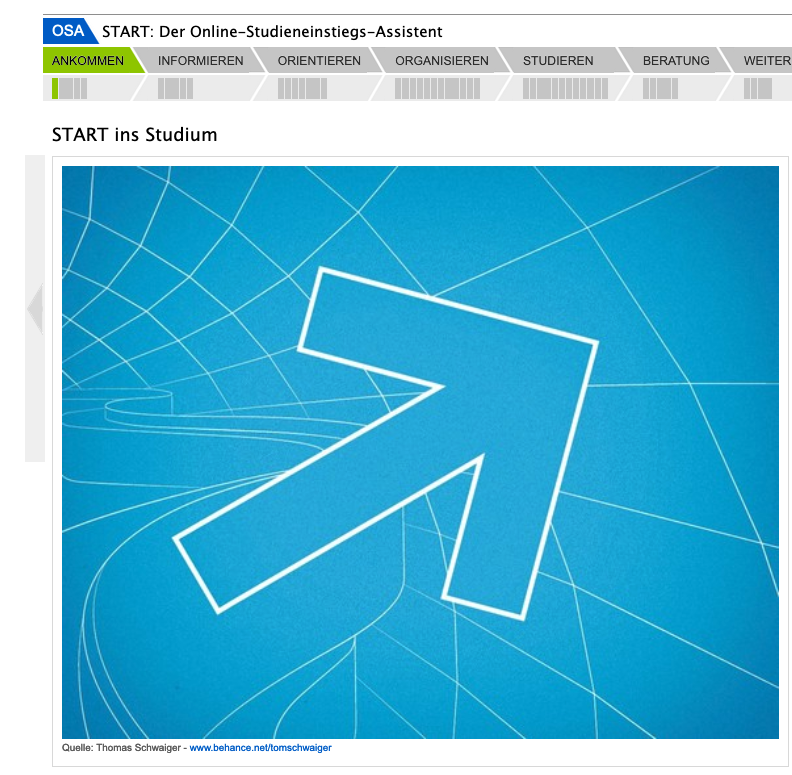 OSA START: Der Online-Studieneinstiegs-Assistent
ANKOMMEN INFORMIEREN ORIENTIEREN ORGANISIEREN STUDIEREN BERATUNG WEITER
START ins Studium
Quelle: Thomas Schwaiger - www.behance.net/tomschwaiger